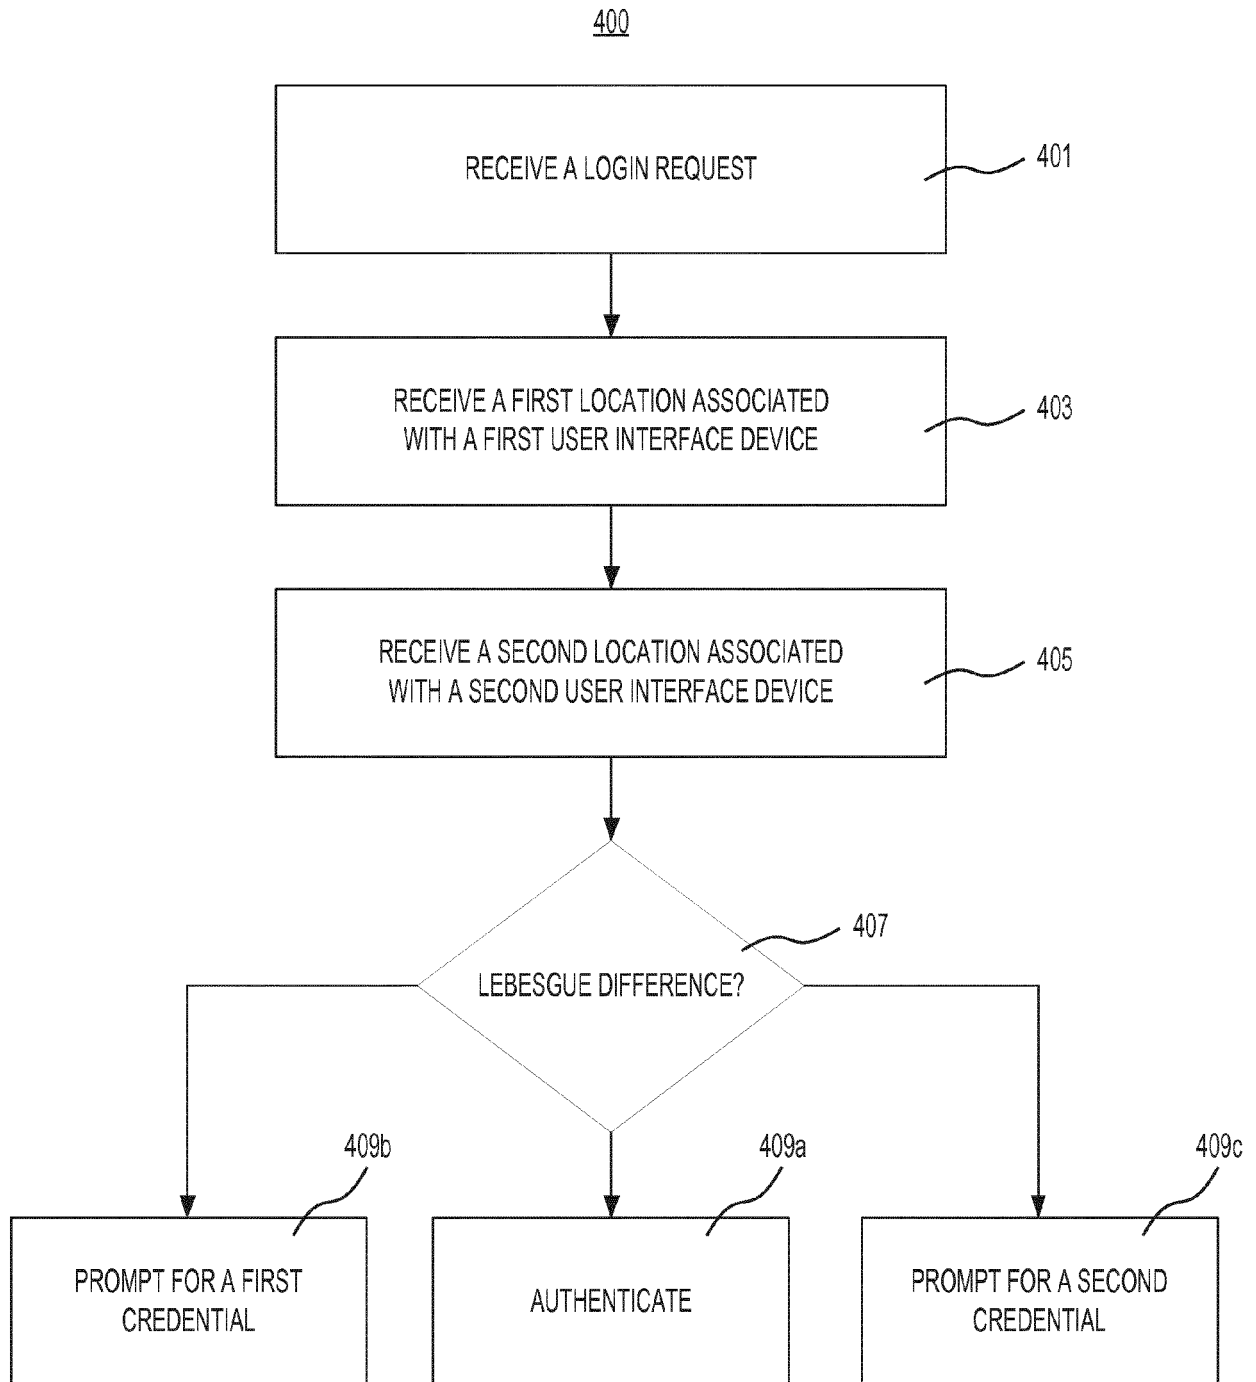 400
RECEIVE A LOGIN REQUEST
401
RECEIVE A FIRST LOCATION ASSOCIATED
WITH A FIRST USER INTERFACE DEVICE
403
RECEIVE A SECOND LOCATION ASSOCIATED
WITH A SECOND USER INTERFACE DEVICE
405
407
LEBESGUE DIFFERENCE?
409b
409a
409c
PROMPT FOR A FIRST
CREDENTIAL
AUTHENTICATE
PROMPT FOR A SECOND
CREDENTIAL